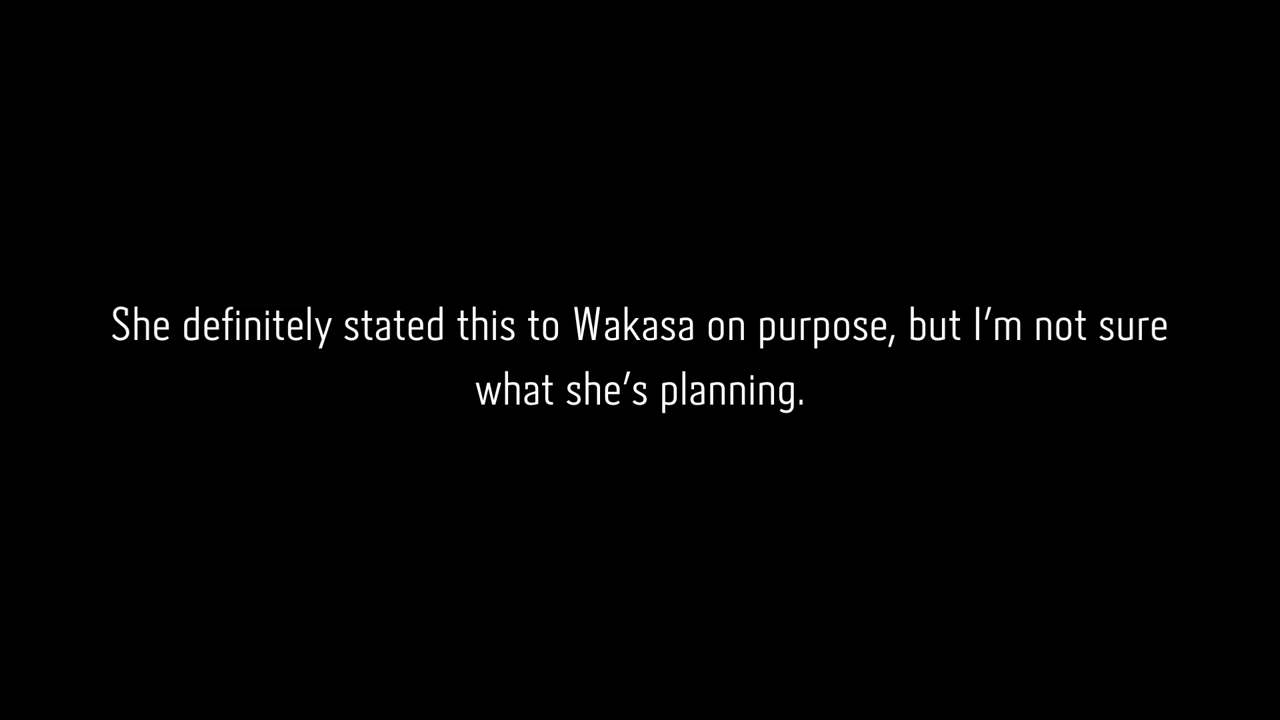 She definitely stated this to Wakasa on purpose, but I’m not sure
what she’s planning.